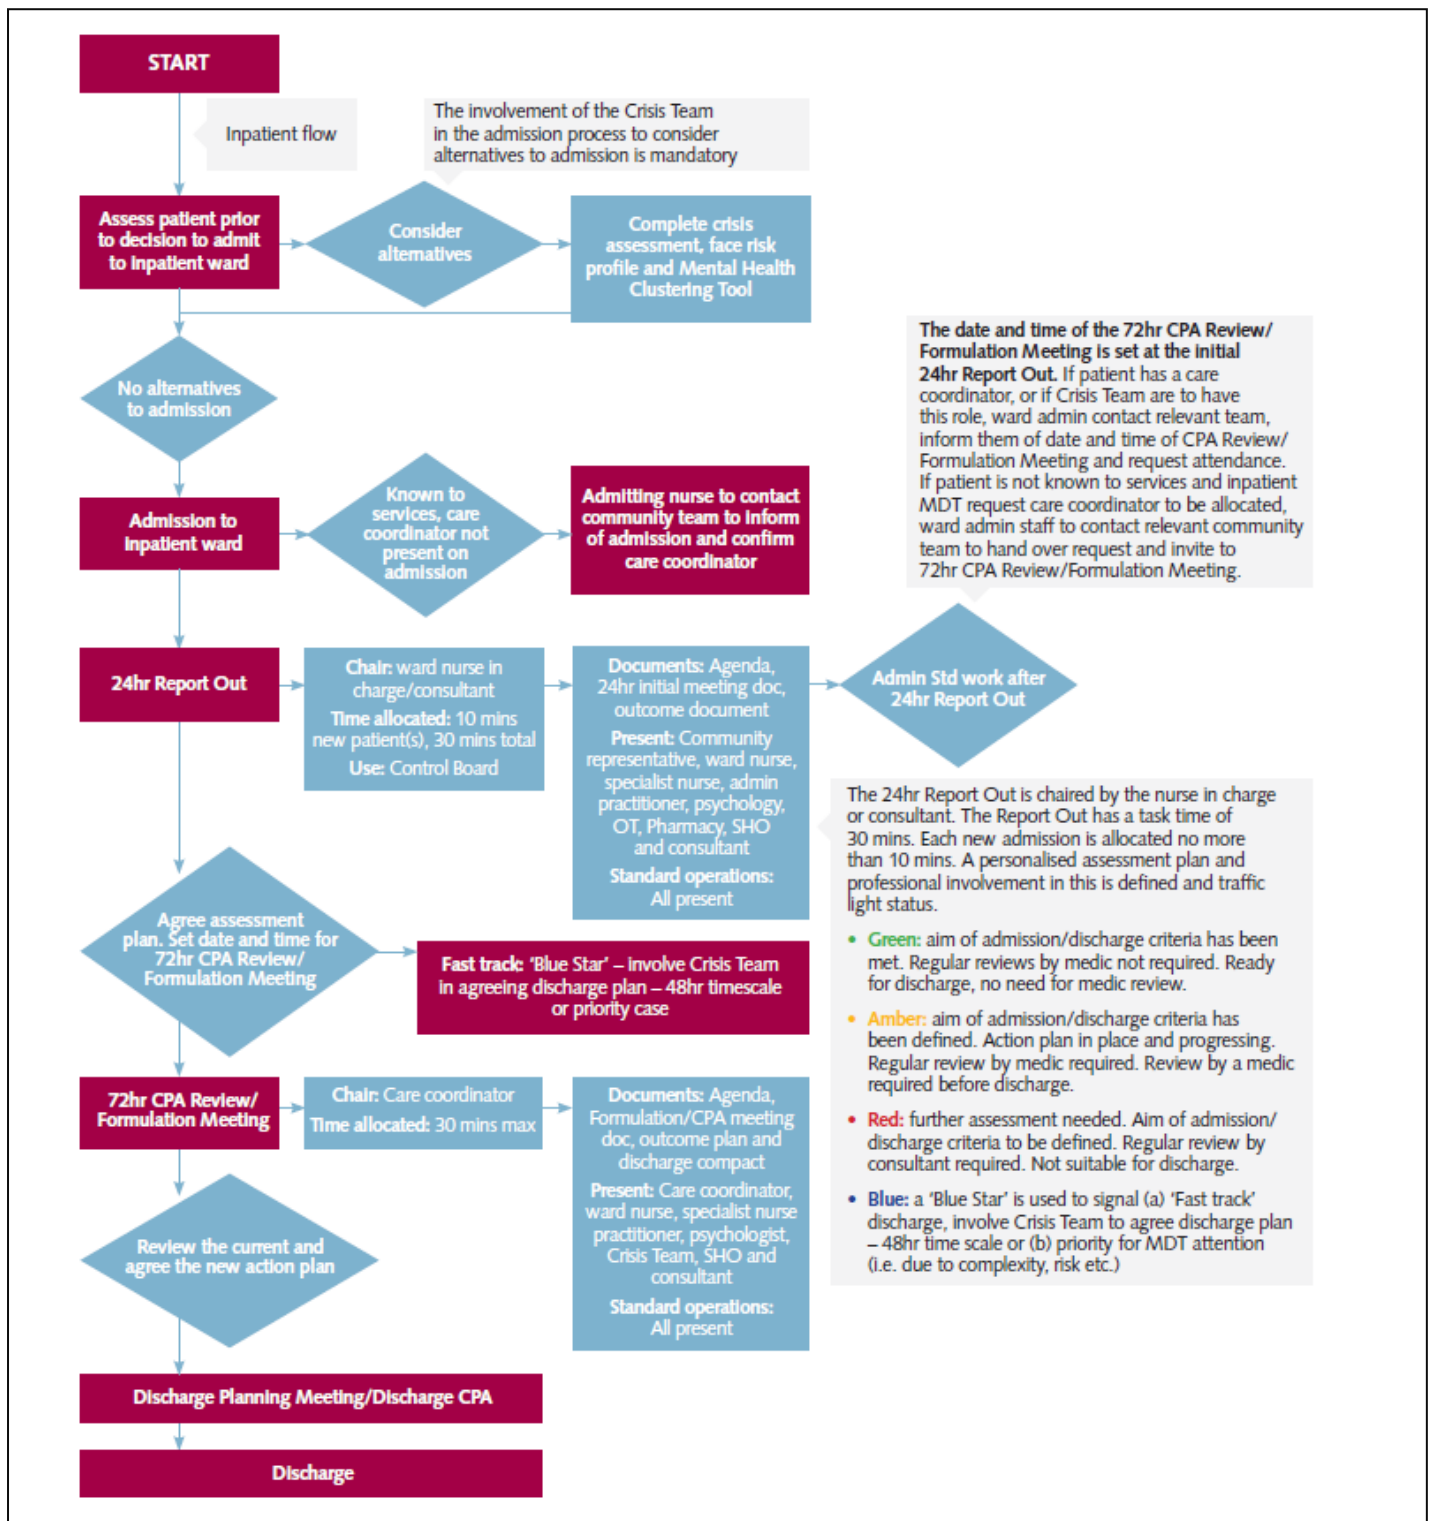 START
Inpatient flow
The involvement of the Crisis Team
in the admission process to consider
alternatives to admission is mandatory
Assess patient prior
to decision to admit
to Inpatient ward
Consider
alternatives
Complete crisis
assessment, face risk
profile and Mental Health
Clustering Tool
No alternatives
to admission
The date and time of the 72hr CPA Review/
Formulation Meeting is set at the initial
24hr Report Out. If patient has a care
coordinator, or if Crisis Team are to have
this role, ward admin contact relevant team,
inform them of date and time of CPA Review/
Formulation Meeting and request attendance.
If patient is not known to services and inpatient
MDT request care coordinator to be allocated,
ward admin staff to contact relevant community
team to hand over request and invite to
72hr CPA Review/Formulation Meeting.
Admission to
Inpatient ward
Known to
services, care
coordinator not
present on
admission
Admitting nurse to contact
community team to inform
of admission and confirm
care coordinator
24hr Report Out
Chair: ward nurse in
charge/consultant
Time allocated: 10 mins
new patient(s), 30 mins total
Use: Control Board
Documents: Agenda,
24hr initial meeting doc,
outcome document
Present: Community
representative, ward nurse,
specialist nurse, admin
practitioner, psychology,
OT, Pharmacy, SHO
and consultant
Standard operations:
All present
Admin Std work after
24hr Report Out
The 24hr Report Out is chaired by the nurse in charge
or consultant. The Report Out has a task time of
30 mins. Each new admission is allocated no more
than 10 mins. A personalised assessment plan and
professional involvement in this is defined and traffic
light status.
• Green: aim of admission/discharge criteria has been
met. Regular reviews by medic not required. Ready
for discharge, no need for medic review.
• Amber: aim of admission/discharge criteria has
been defined. Action plan in place and progressing.
Regular review by medic required. Review by a medic
required before discharge.
• Red: further assessment needed. Aim of admission/
discharge criteria to be defined. Regular review by
consultant required. Not suitable for discharge.
• Blue: a ‘Blue Star’ is used to signal (a) ‘Fast track’
discharge, involve Crisis Team to agree discharge plan
– 48hr time scale or (b) priority for MDT attention
(i.e. due to complexity, risk etc.)
Agree assessment
plan. Set date and time for
72hr CPA Review/
Formulation Meeting
Fast track: ‘Blue Star’ – involve Crisis Team
in agreeing discharge plan – 48hr timescale
or priority case
72hr CPA Review/
Formulation Meeting
Chair: Care coordinator
Time allocated: 30 mins max
Documents: Agenda,
Formulation/CPA meeting
doc, outcome plan and
discharge compact
Present: Care coordinator,
ward nurse, specialist nurse
practitioner, psychologist,
Crisis Team, SHO and
consultant
Standard operations:
All present
Review the current and
agree the new action plan
Discharge Planning Meeting/Discharge CPA
Discharge